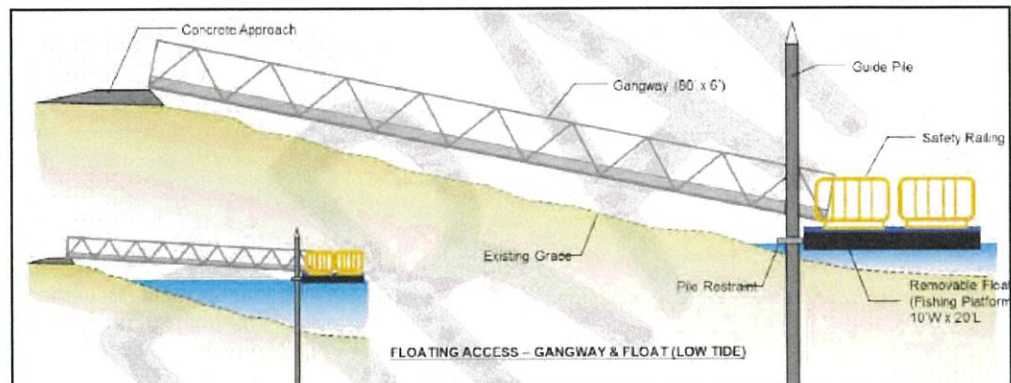 Concrete Approach
Guide Pile
Gangway (80' x 6')
Safety Railing
Existing Grade
Pile Restraint
Removable Float
(Fishing Platform
10'W x 20'L
FLOATING ACCESS – GANGWAY & FLOAT (LOW TIDE)